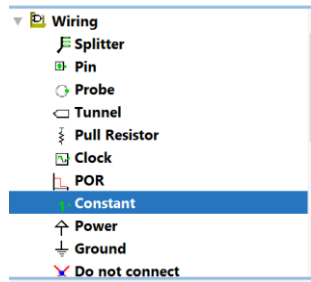 Wiring
Splitter
Pin
Probe
Tunnel
Pull Resistor
Clock
POR
Constant
Power
Ground
Do not connect